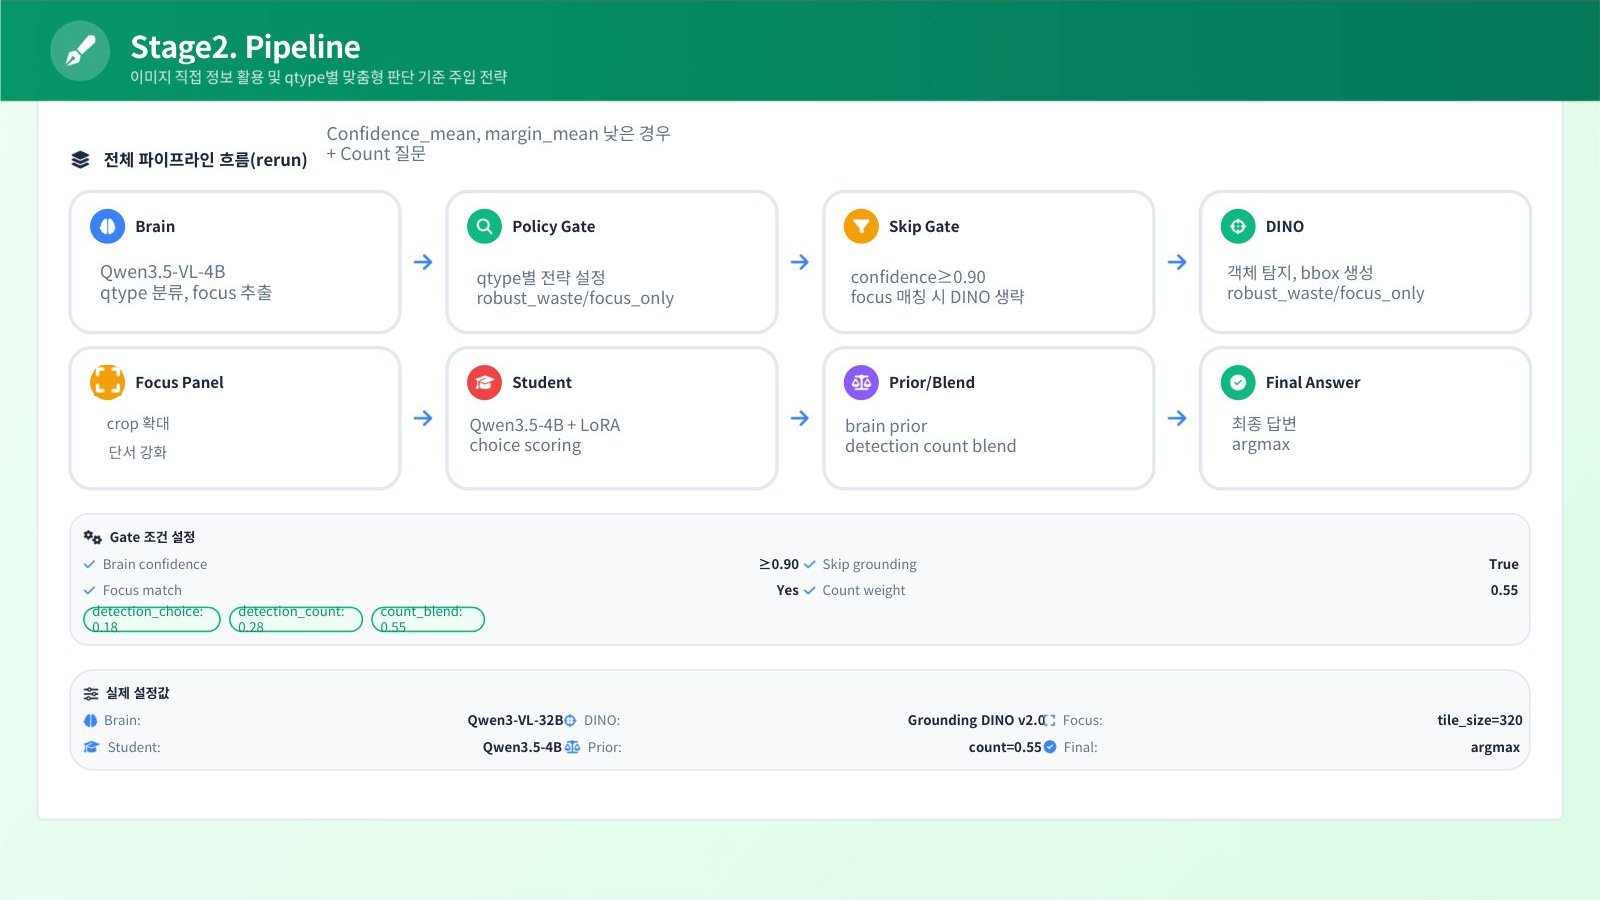 Stage2. Pipeline
이미지 직접 정보 활용 및 qtype별 맞춤형 판단 기준 주입 전략
Confidence_mean, margin_mean 낮은 경우
+ Count 질문
전체 파이프라인 흐름(rerun)
Brain
Qwen3.5-VL-4B
qtype 분류, focus 추출
Policy Gate
qtype별 전략 설정
robust_waste/focus_only
Skip Gate
confidence≥0.90
focus 매칭 시 DINO 생략
DINO
객체 탐지, bbox 생성
robust_waste/focus_only
Focus Panel
crop 확대
단서 강화
Student
Qwen3.5-4B + LoRA
choice scoring
Prior/Blend
brain prior
detection count blend
Final Answer
최종 답변
argmax
Gate 조건 설정
Brain confidence ≥0.90 Skip grounding True
Focus match Yes Count weight 0.55
detection_choice:
0.18
detection_count:
0.28
count_blend:
0.55
실제 설정값
Brain: Qwen3-VL-32B DINO: Grounding DINO v2.0 Focus: tile_size=320
Student: Qwen3.5-4B Prior: count=0.55 Final: argmax